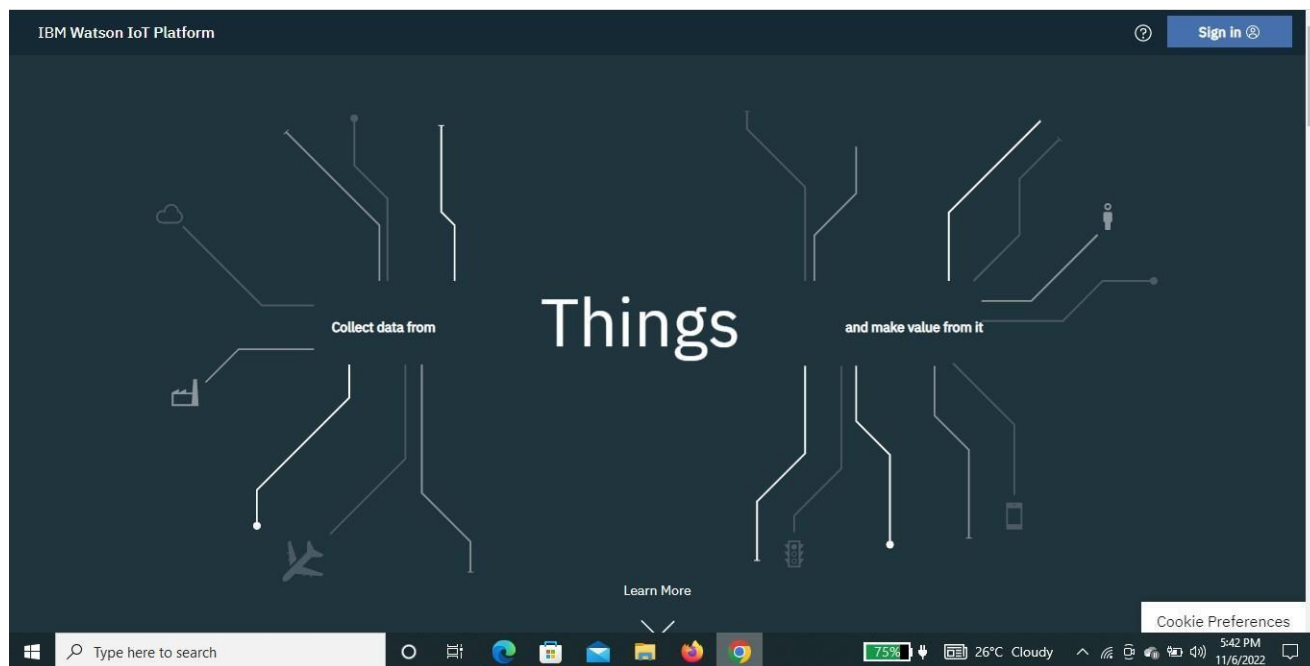 IBM Watson IoT Platform
Sign in
Things
Collect data from
and make value from it
Learn More
Cookie Preferences
Type here to search
75%
26°C Cloudy
5:42 PM
11/6/2022